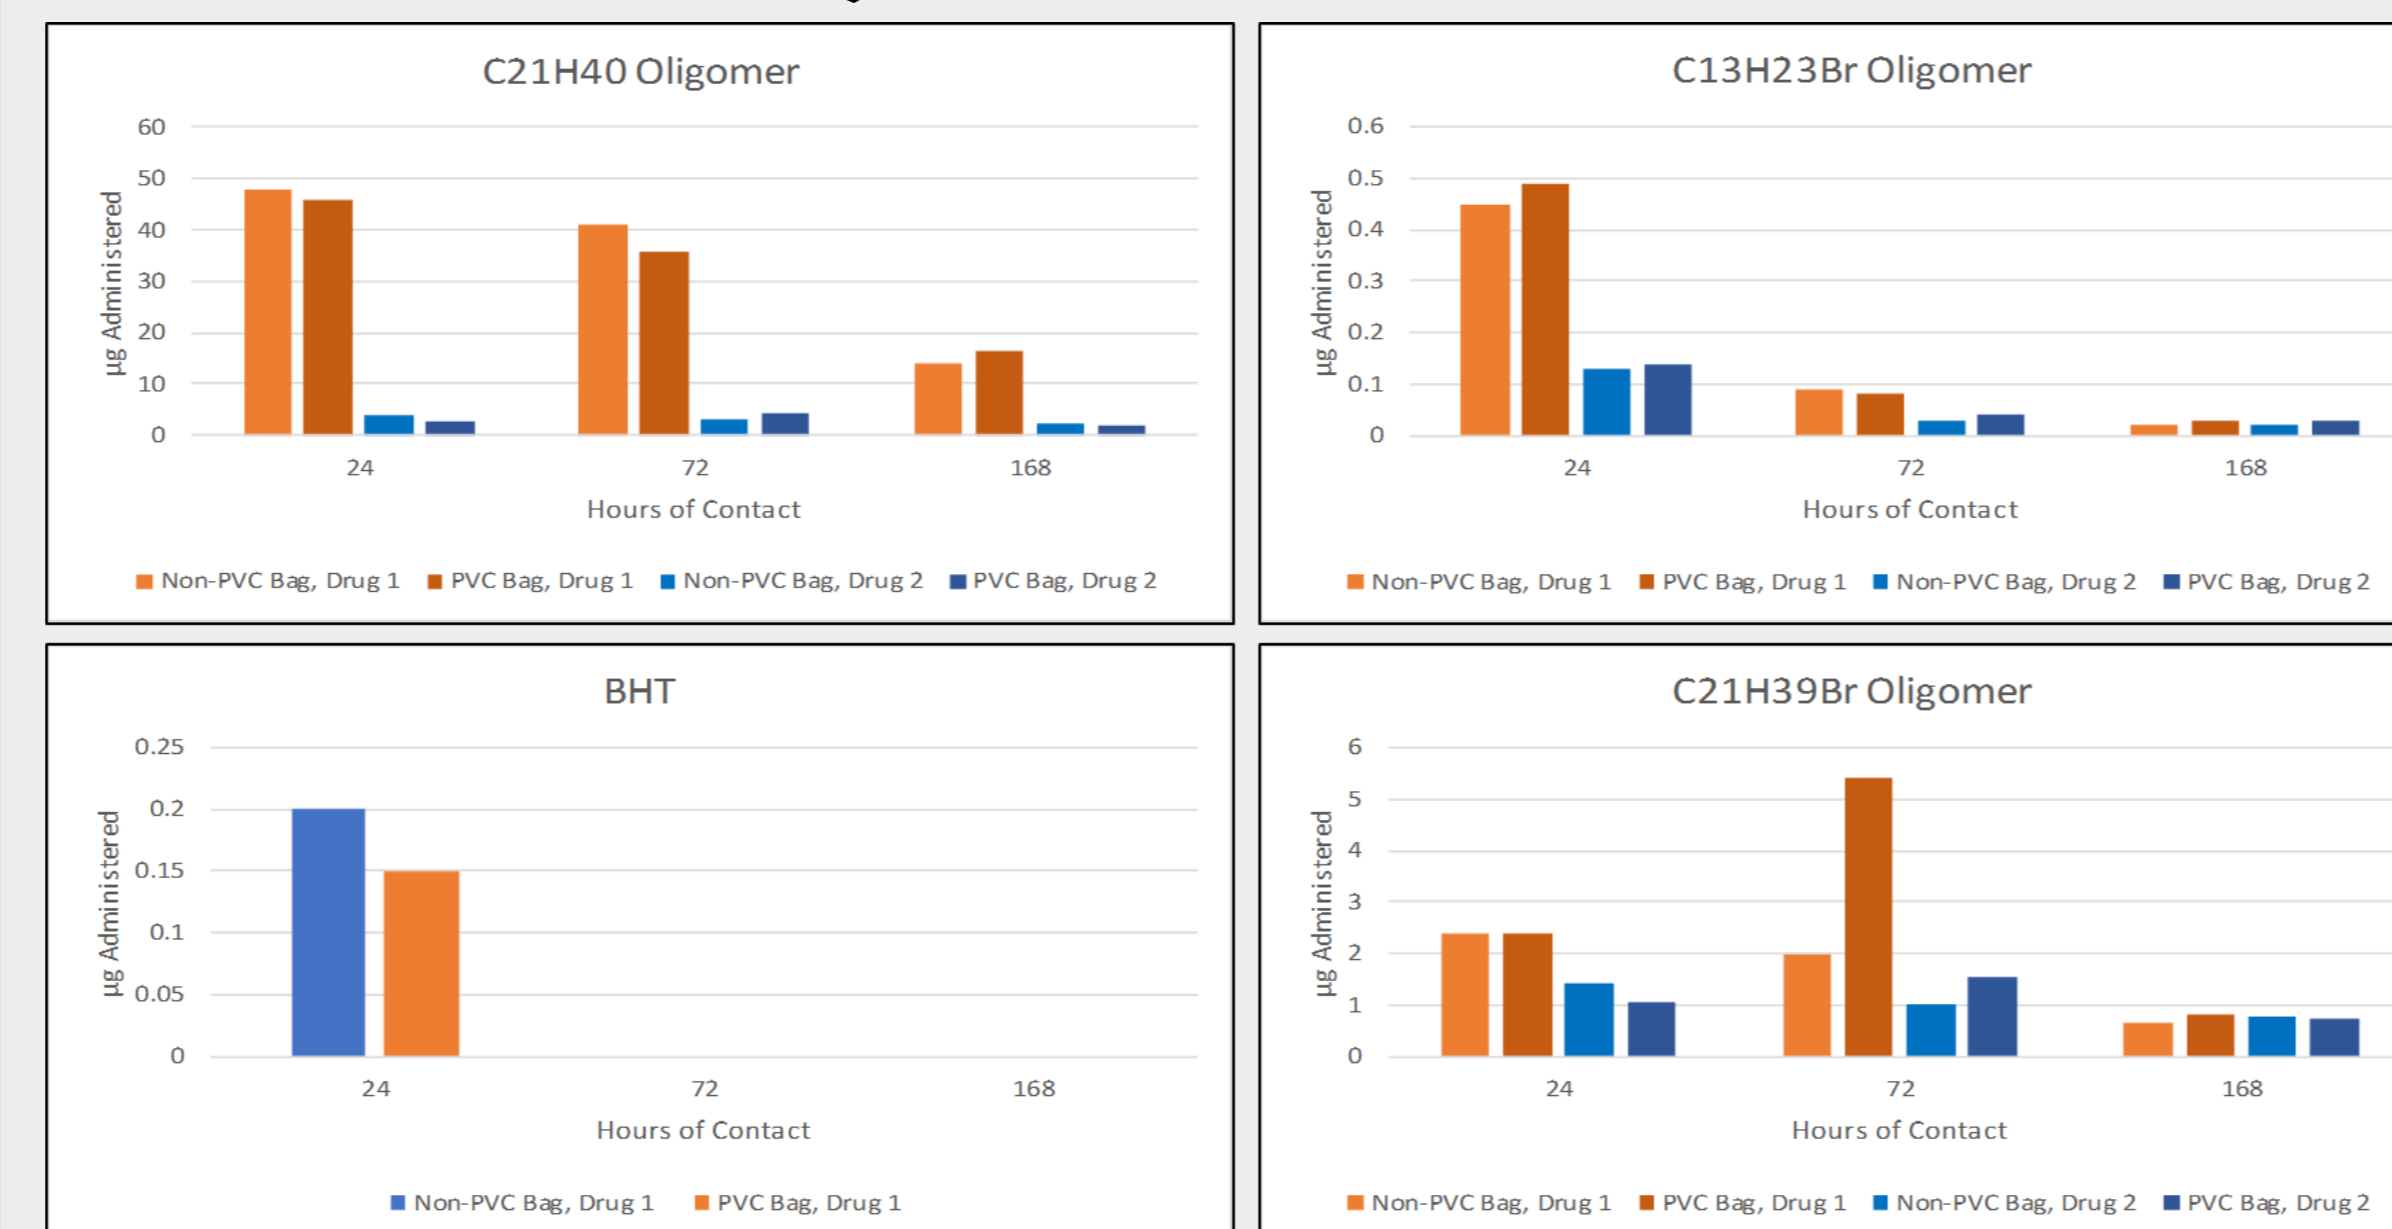 C21H40 Oligomer
60
50
40
30
20
10
0
µg Administered
24 72 168
Hours of Contact
Non-PVC Bag, Drug 1 PVC Bag, Drug 1 Non-PVC Bag, Drug 2 PVC Bag, Drug 2
C13H23Br Oligomer
0.6
0.5
0.4
0.3
0.2
0.1
0
µg Administered
24 72 168
Hours of Contact
Non-PVC Bag, Drug 1 PVC Bag, Drug 1 Non-PVC Bag, Drug 2 PVC Bag, Drug 2
BHT
0.25
0.2
0.15
0.1
0.05
0
µg Administered
24 72 168
Hours of Contact
Non-PVC Bag, Drug 1 PVC Bag, Drug 1
C21H39Br Oligomer
6
5
4
3
2
1
0
µg Administered
24 72 168
Hours of Contact
Non-PVC Bag, Drug 1 PVC Bag, Drug 1 Non-PVC Bag, Drug 2 PVC Bag, Drug 2